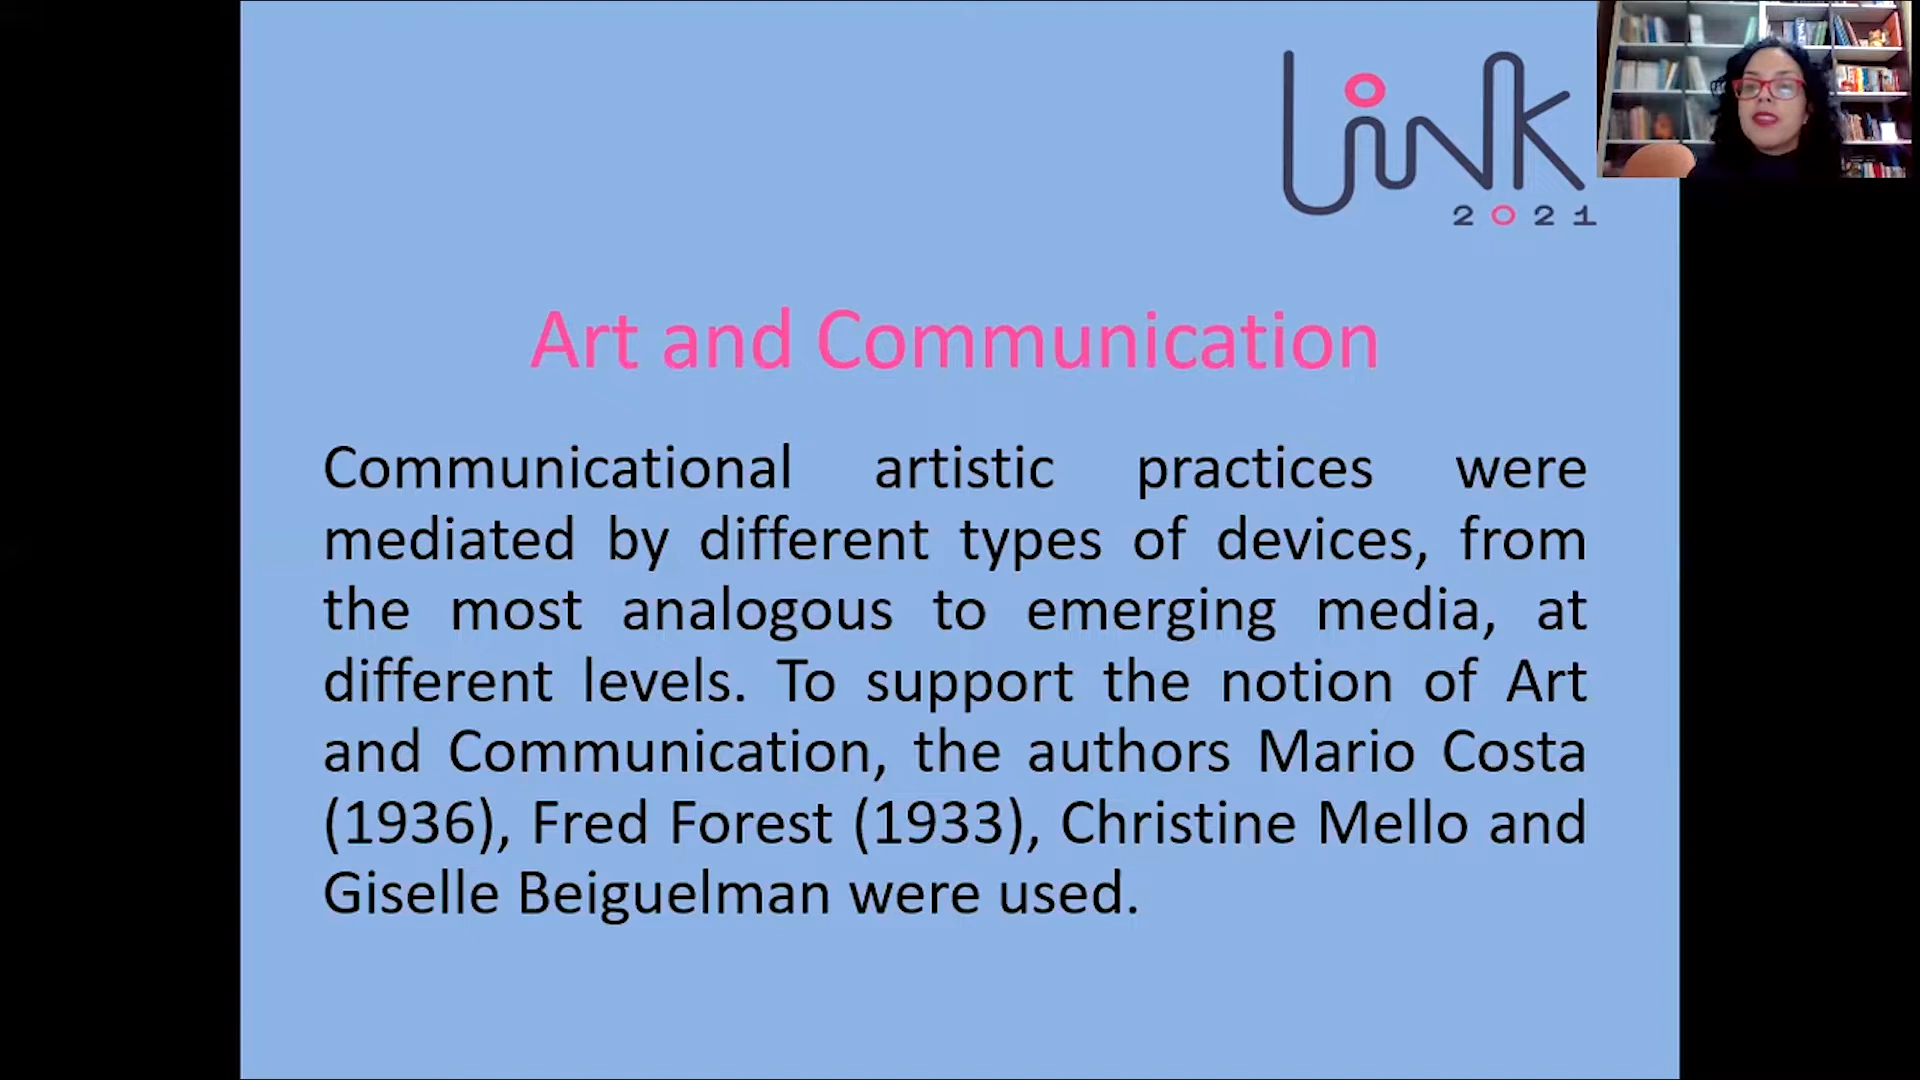 Link
2021
Art and Communication
Communicational artistic practices were
mediated by different types of devices, from
the most analogous to emerging media, at
different levels. To support the notion of Art
and Communication, the authors Mario Costa
(1936), Fred Forest (1933), Christine Mello and
Giselle Beiguelman were used.